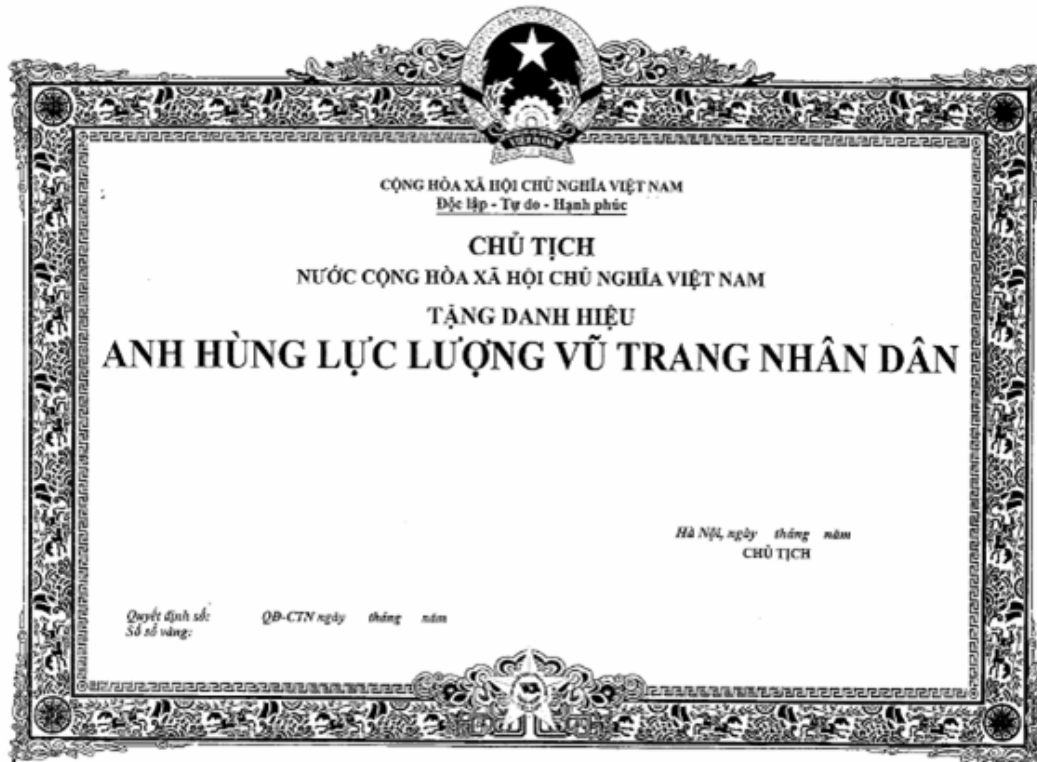 VIỆT NAM
CỘNG HÒA XÃ HỘI CHỦ NGHĨA VIỆT NAM
Độc lập - Tự do - Hạnh phúc
CHỦ TỊCH
NƯỚC CỘNG HÒA XÃ HỘI CHỦ NGHĨA VIỆT NAM
TẶNG DANH HIỆU
ANH HÙNG LỰC LƯỢNG VŨ TRANG NHÂN DÂN
Hà Nội, ngày tháng năm
CHỦ TỊCH
Quyết định số: QĐ-CTN ngày tháng năm
Số sổ vàng: